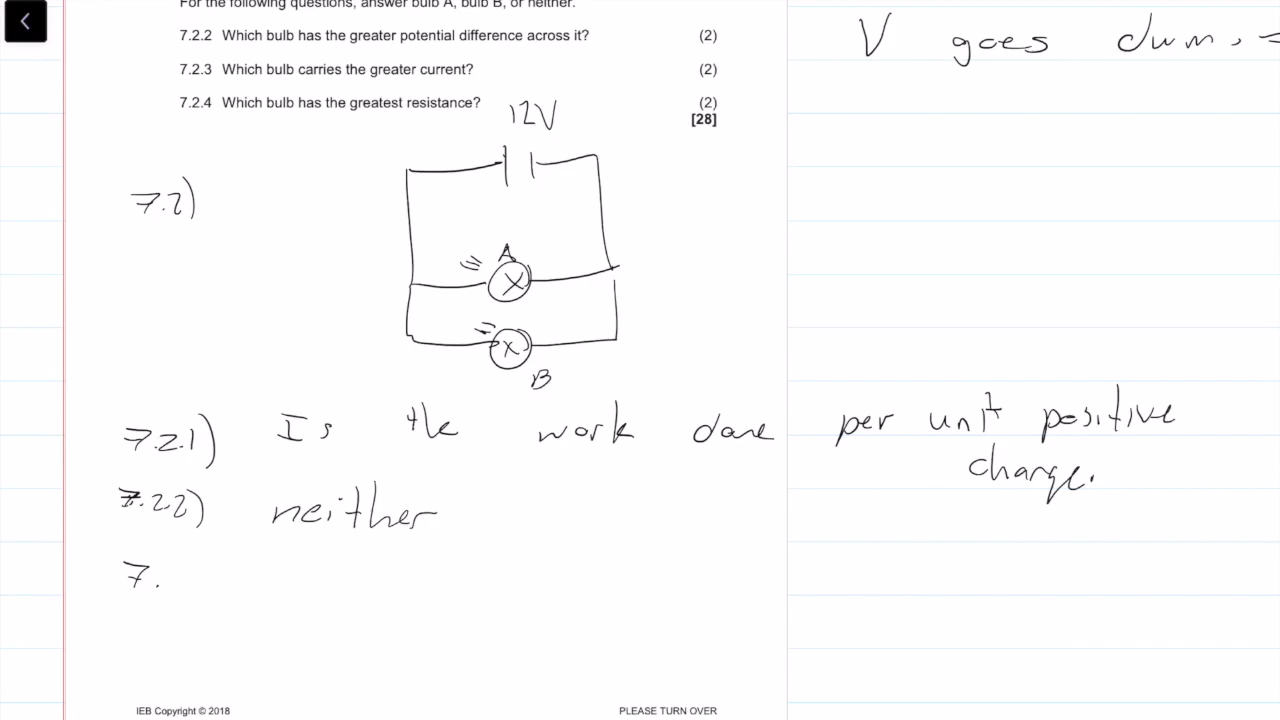 For the following questions, answer bulb A, bulb B, or neither.
V goes down,
7.2.2 Which bulb has the greater potential difference across it? (2)
7.2.3 Which bulb carries the greater current? (2)
7.2.4 Which bulb has the greatest resistance? (2)
[28]
12V
7.2)
A
B
7.2.1) Is the work done per unit positive
charge.
7.2.2) neither
7.
IEB Copyright © 2018 PLEASE TURN OVER